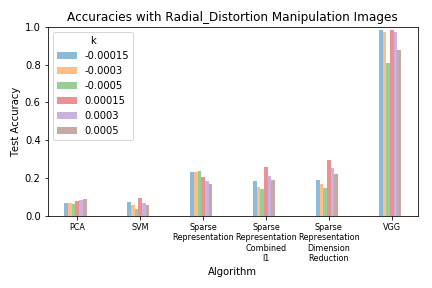 Accuracies with Radial_Distortion Manipulation Images
k
-0.00015
-0.0003
-0.0005
0.00015
0.0003
0.0005
Test Accuracy
1.0
0.8
0.6
0.4
0.2
0.0
PCA
SVM
Sparse
Representation
Sparse
Representation
Combined
l1
Sparse
Representation
Dimension
Reduction
VGG
Algorithm